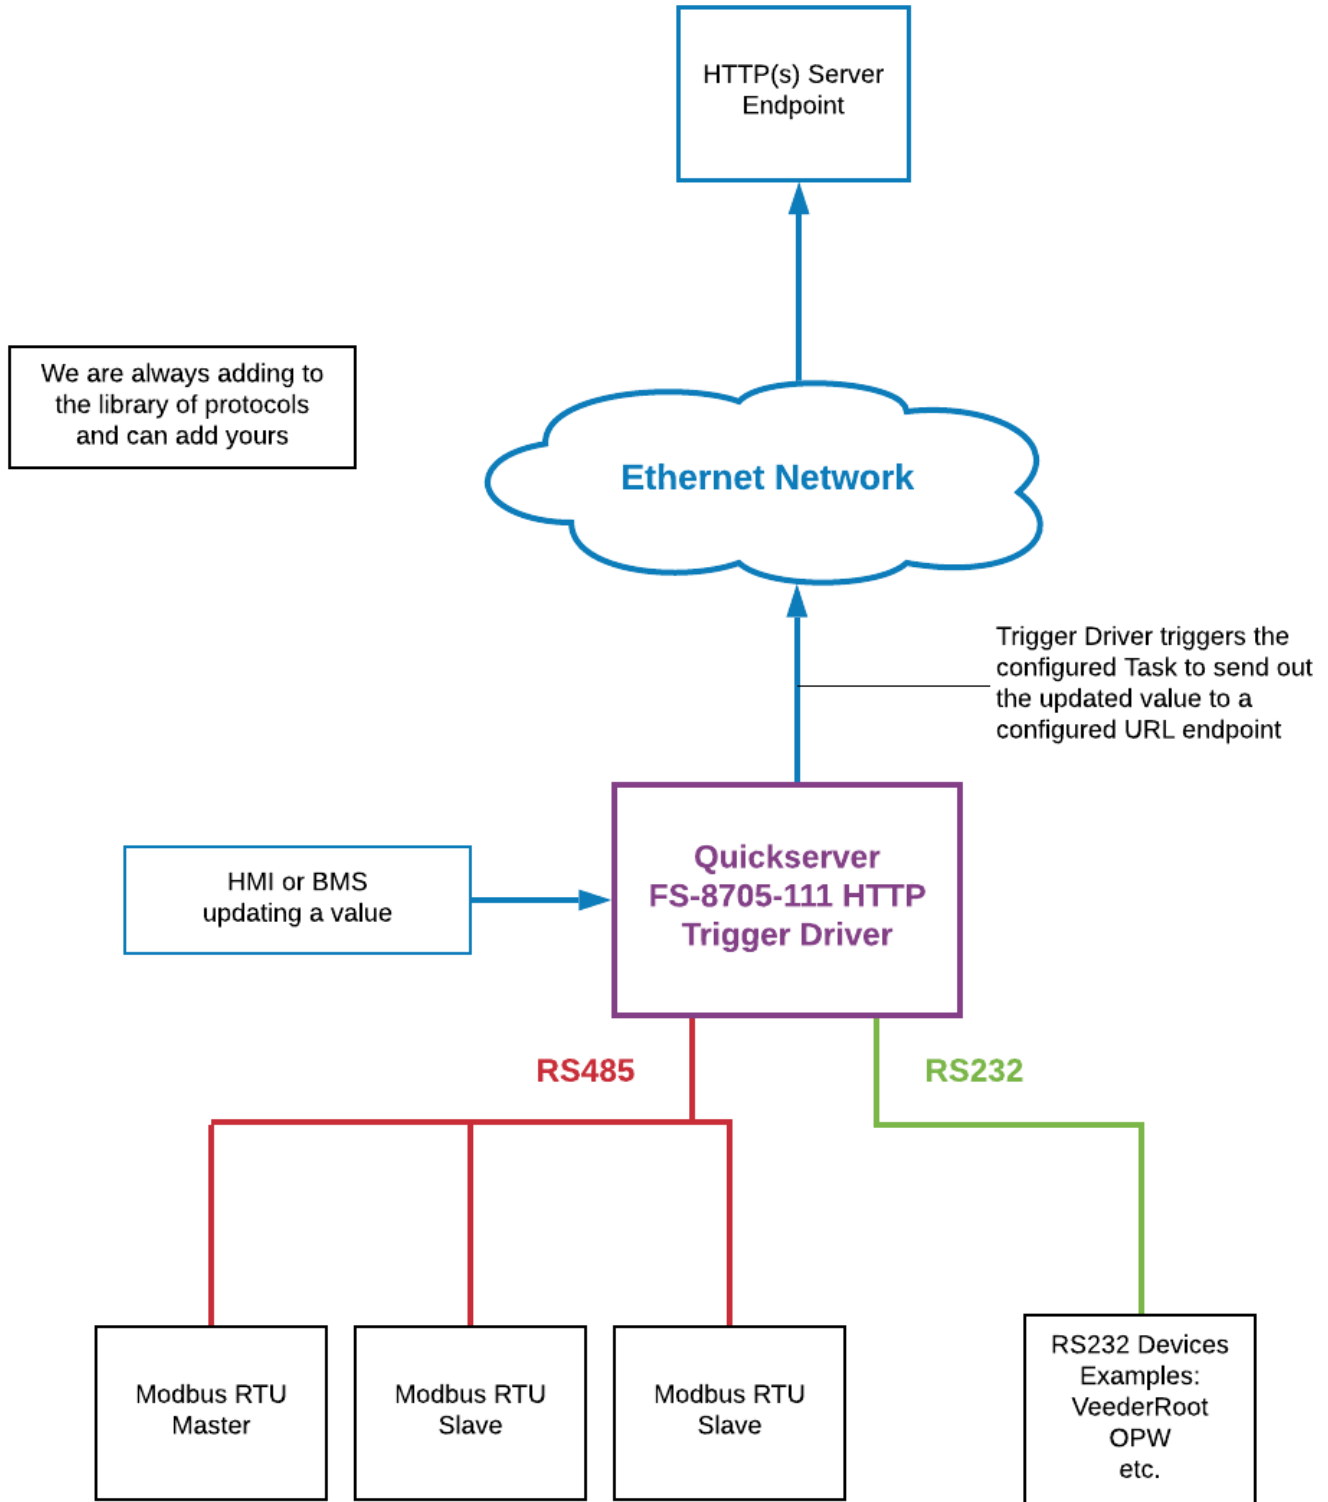 HTTP(s) Server
Endpoint
We are always adding to
the library of protocols
and can add yours
Ethernet Network
Trigger Driver triggers the
configured Task to send out
the updated value to a
configured URL endpoint
HMI or BMS
updating a value
Quickserver
FS-8705-111 HTTP
Trigger Driver
RS485
RS232
Modbus RTU
Master
Modbus RTU
Slave
Modbus RTU
Slave
RS232 Devices
Examples:
VeederRoot
OPW
etc.